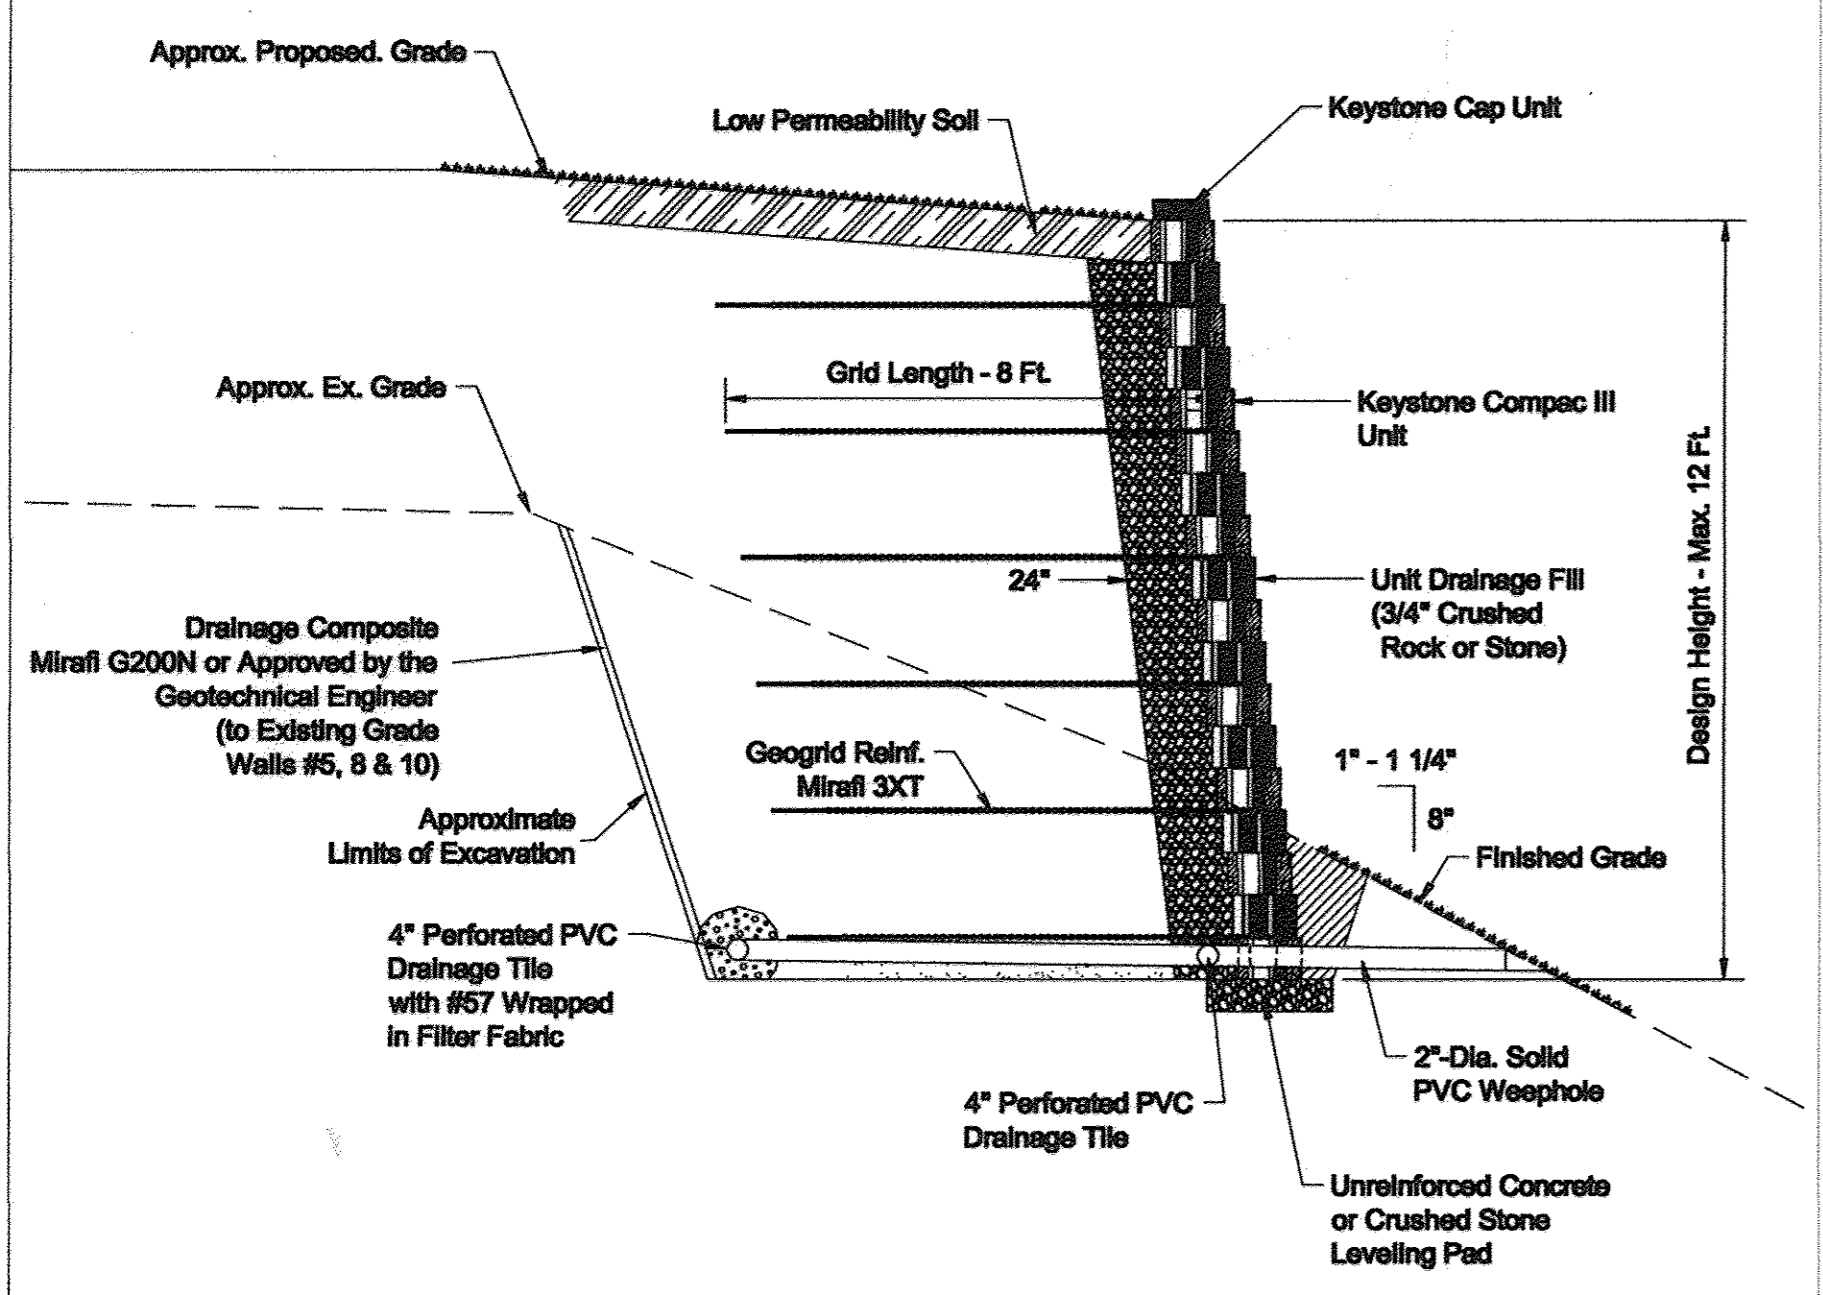 Approx. Proposed. Grade
Low Permeability Soil
Keystone Cap Unit
Approx. Ex. Grade
Grid Length - 8 Ft.
Keystone Compac III
Unit
Design Height - Max. 12 Ft.
24"
Unit Drainage Fill
(3/4" Crushed
Rock or Stone)
Drainage Composite
Mirafi G200N or Approved by the
Geotechnical Engineer
(to Existing Grade
Walls #5, 8 & 10)
Geogrid Reinf.
Mirafi 3XT
1" - 1 1/4"
8"
Approximate
Limits of Excavation
Finished Grade
4" Perforated PVC
Drainage Tile
with #57 Wrapped
in Filter Fabric
2"-Dia. Solid
PVC Weephole
4" Perforated PVC
Drainage Tile
Unreinforced Concrete
or Crushed Stone
Leveling Pad